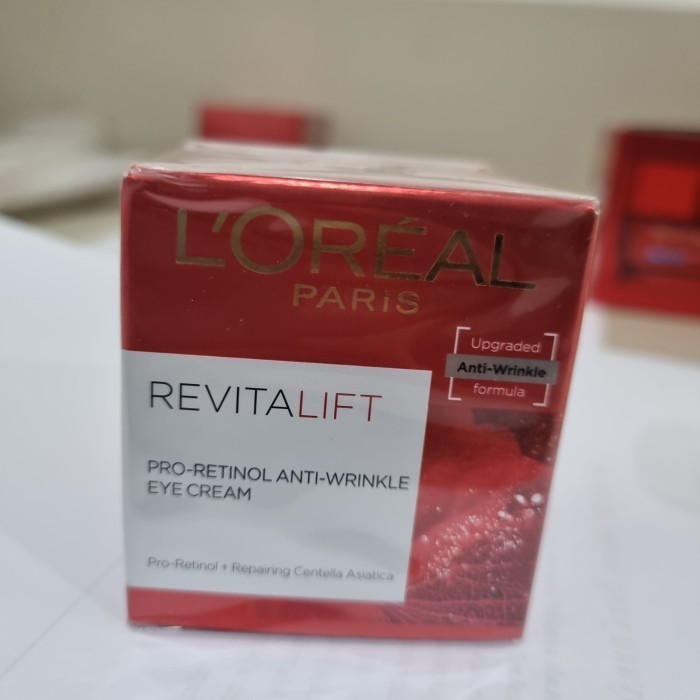 L'ORÉAL
PARiS
Upgraded
Anti-Wrinkle
formula
REVITALIFT
PRO-RETINOL ANTI-WRINKLE
EYE CREAM
Pro-Retinol + Repairing Centella Asiatica